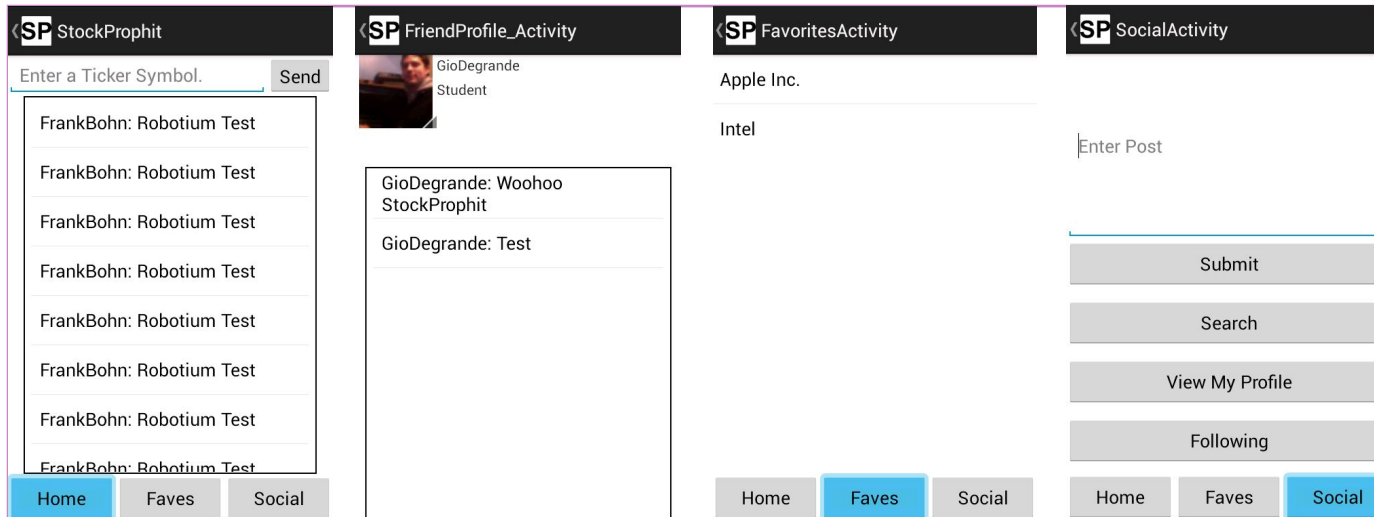 SP StockProphit
Enter a Ticker Symbol.
Send
FrankBohn: Robotium Test
FrankBohn: Robotium Test
FrankBohn: Robotium Test
FrankBohn: Robotium Test
FrankBohn: Robotium Test
FrankBohn: Robotium Test
FrankBohn: Robotium Test
FrankBohn: Robotium Test
Home
Faves
Social
SP FriendProfile_Activity
GioDegrande
Student
GioDegrande: Woohoo
StockProphit
GioDegrande: Test
SP FavoritesActivity
Apple Inc.
Intel
Home
Faves
Social
SP SocialActivity
Enter Post
Submit
Search
View My Profile
Following
Home
Faves
Social